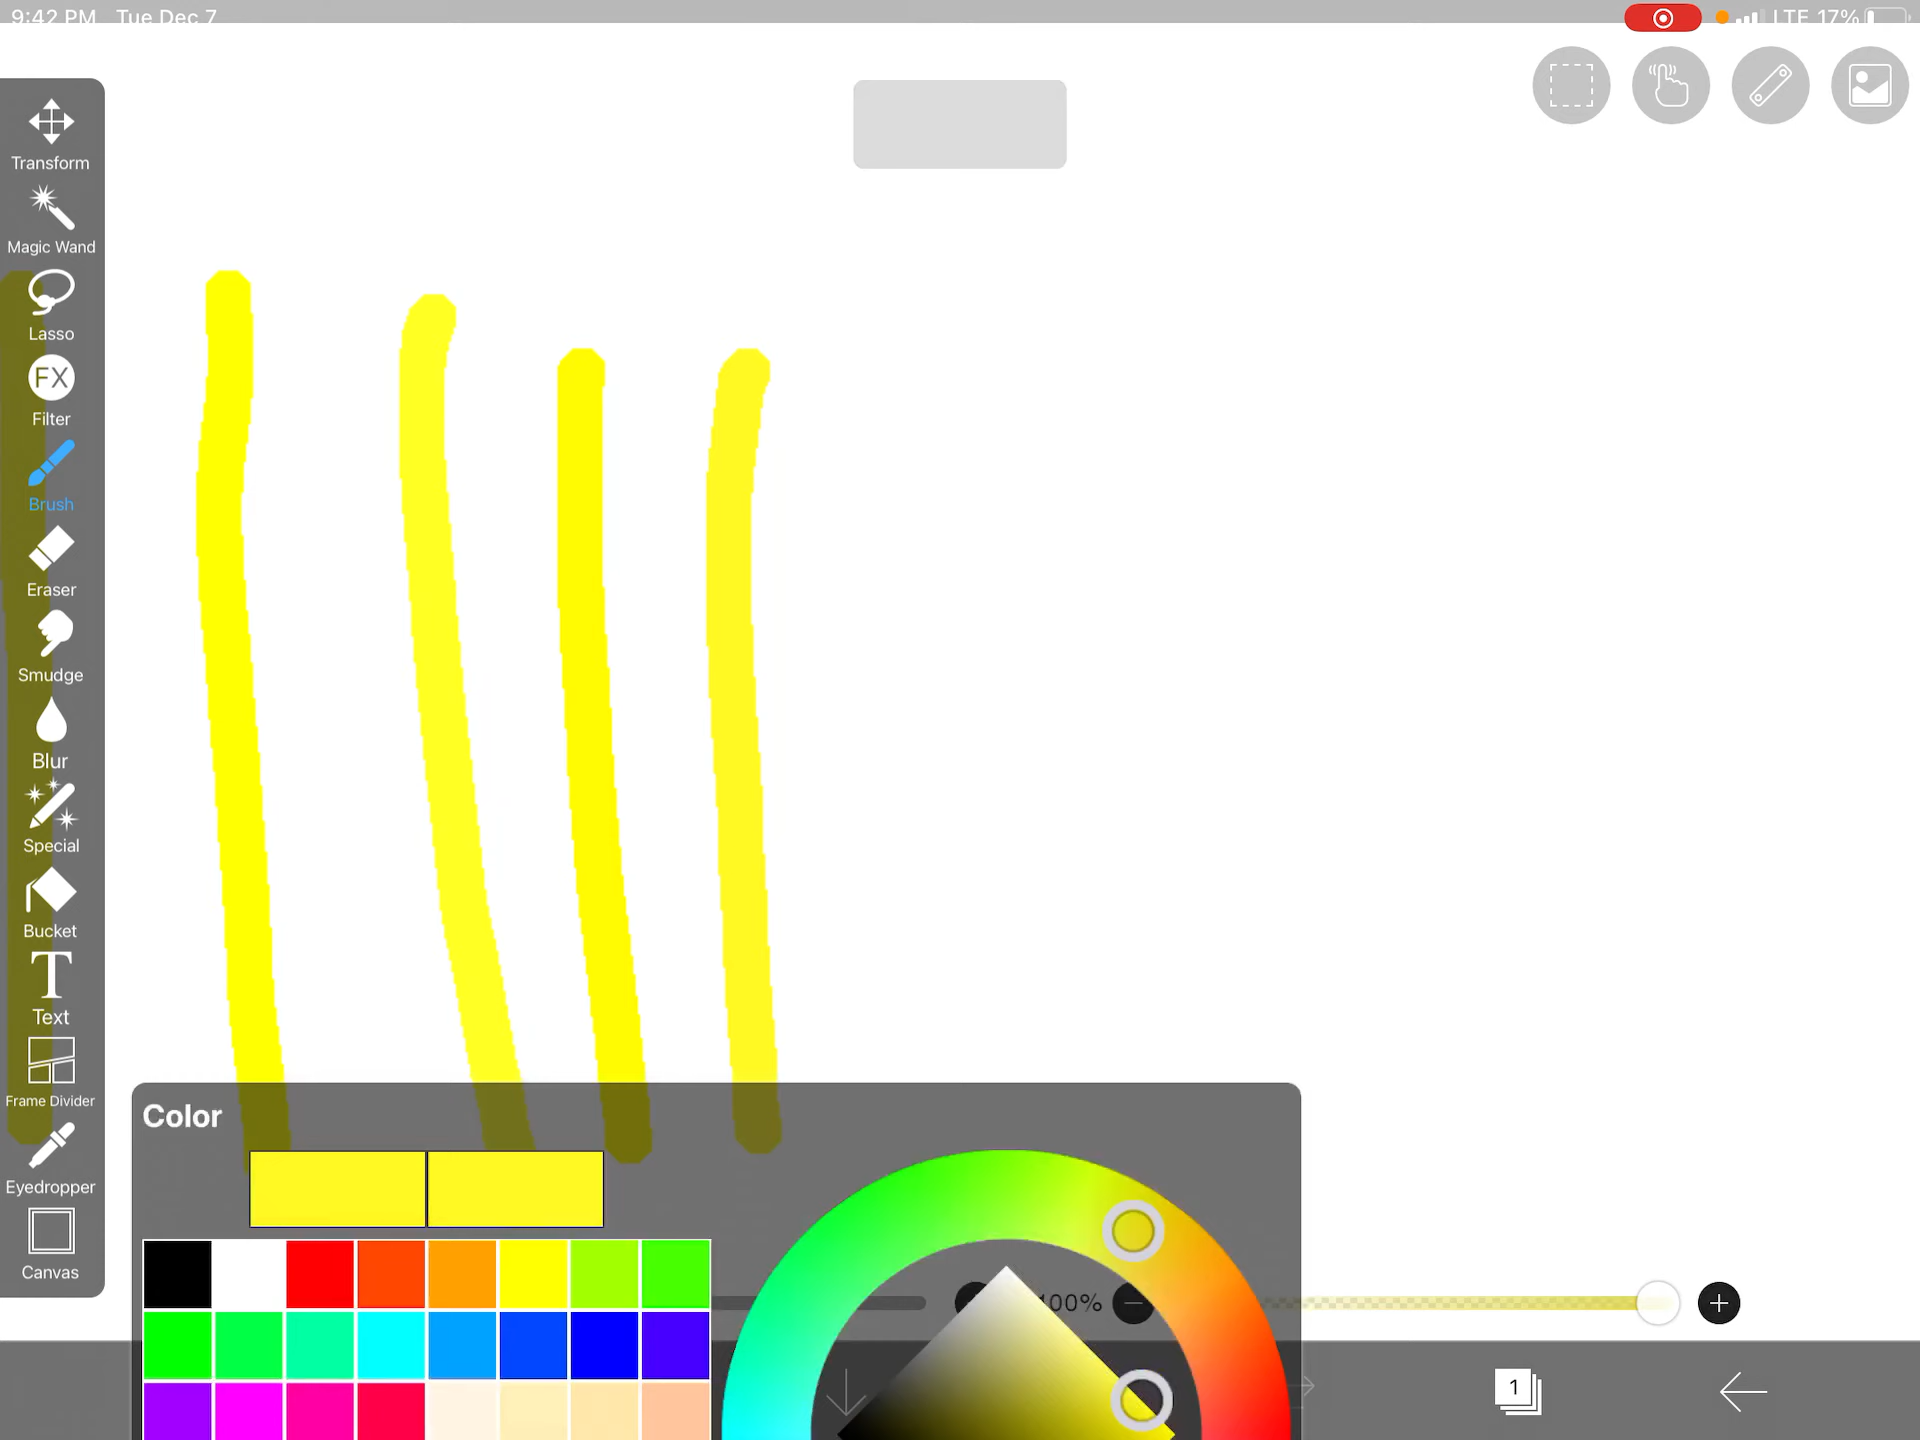 9:42 PM Tue Dec 7
LTE 17%
Transform
Magic Wand
Lasso
FX
Filter
Brush
Eraser
Smudge
Blur
Special
Bucket
T
Text
Frame Divider
Eyedropper
Canvas
Color
100%
1